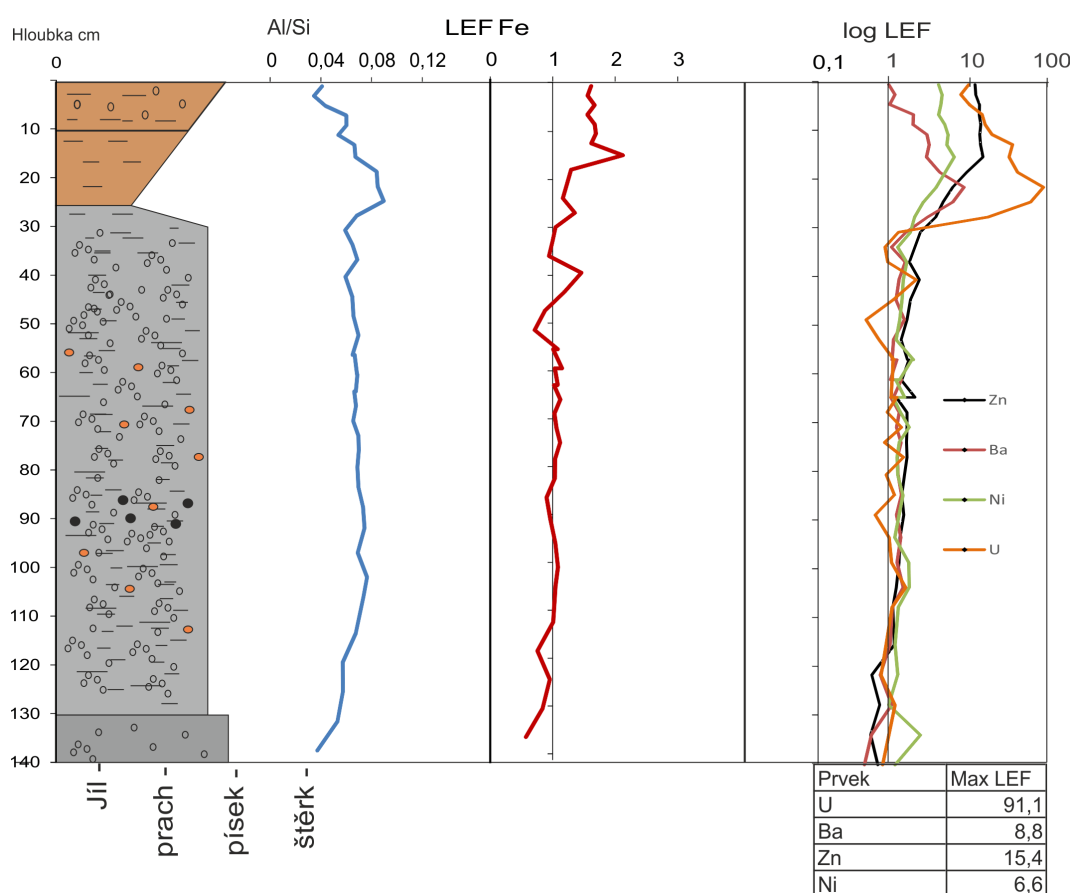 Hloubka cm
Al/Si
LEF Fe
log LEF
0
0 0,04 0,08 0,12
0 1 2 3
0,1 1 10 100
10
20
30
40
50
60
70
80
90
100
110
120
130
140
Zn
Ba
Ni
U
Jíl
prach -
písek -
štěrk -
Prvek Max LEF
U 91,1
Ba 8,8
Zn 15,4
Ni 6,6